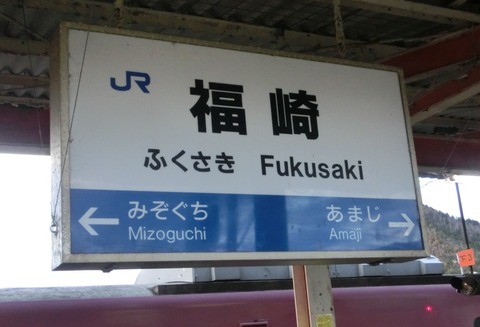 JR
福崎
ふくさき Fukusaki
← みぞぐち あまじ →
Mizoguchi Amaji